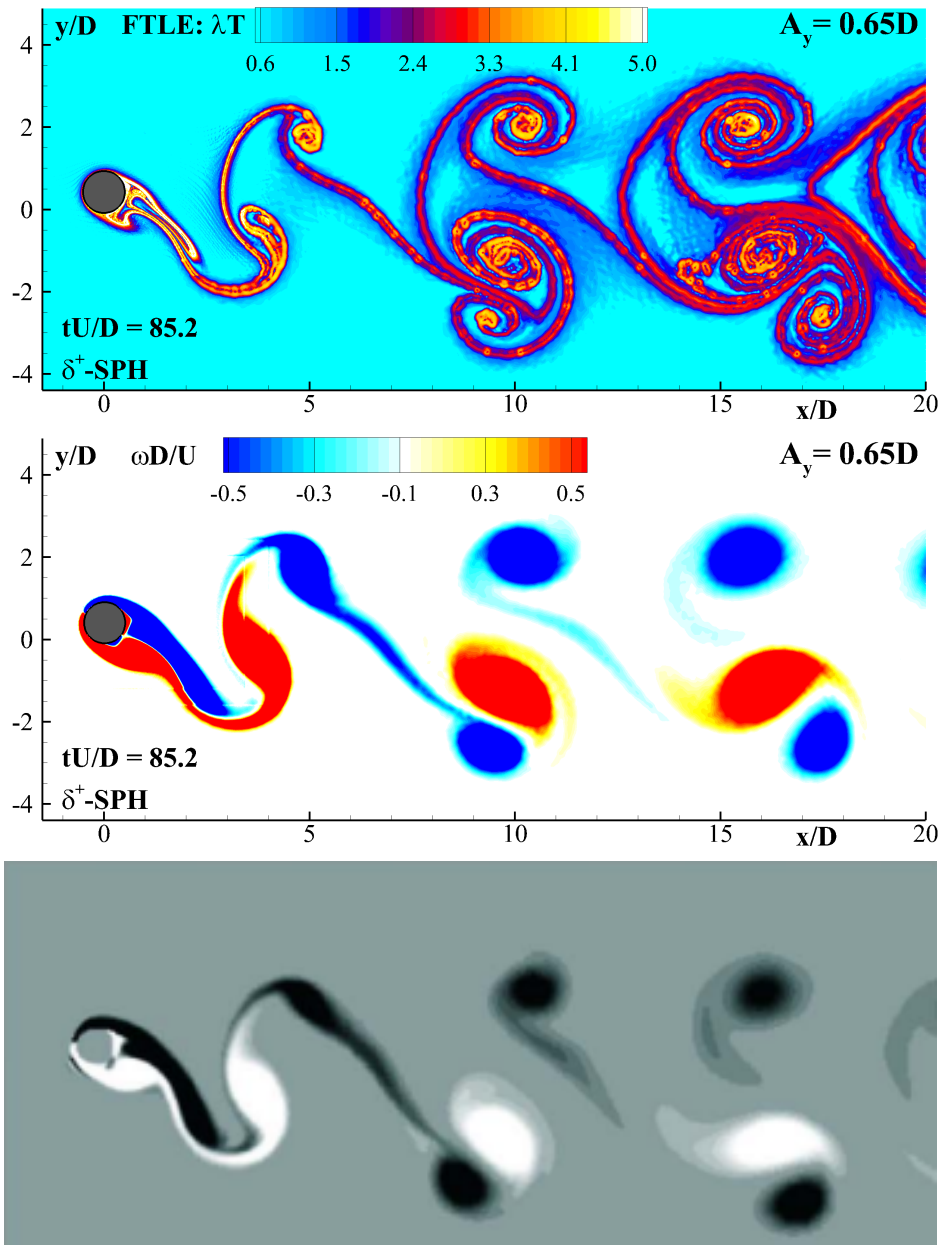 y/D FTLE: λT A_y = 0.65D
0.6 1.5 2.4 3.3 4.1 5.0
4
2
0
-2
tU/D = 85.2
δ⁺-SPH
-4
0 5 10 15 20
x/D
y/D ωD/U A_y = 0.65D
-0.5 -0.3 -0.1 0.3 0.5
4
2
0
-2
tU/D = 85.2
δ⁺-SPH
-4
0 5 10 15 20
x/D